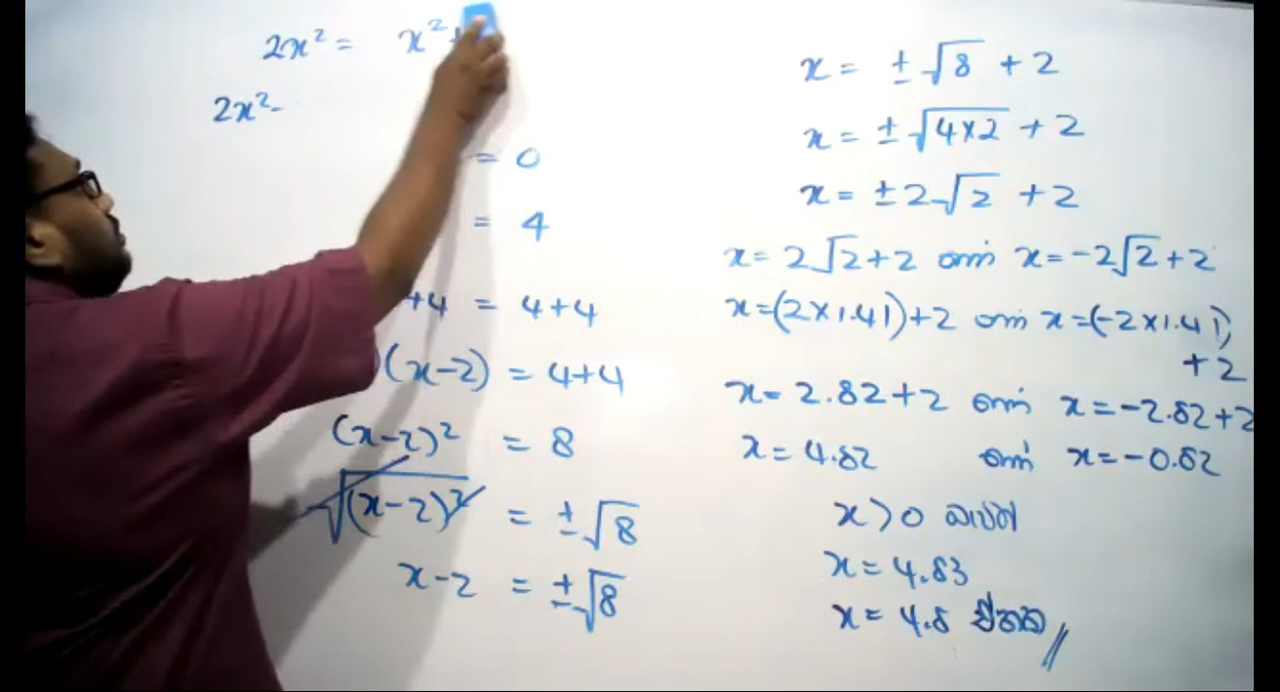 2x² = x²
2x² -
= 0
= 4
+4 = 4+4
(x-2) = 4+4
(x-2)² = 8
√(x-2)² = ±√8
x-2 = ±√8
x = ±√8 + 2
x = ±√4×2 + 2
x = ±2√2 + 2
x = 2√2+2 හෝ x = -2√2+2
x = (2×1.41)+2 හෝ x = (-2×1.41)
+2
x = 2.82+2 හෝ x = -2.82+2
x = 4.82 හෝ x = -0.82
x > 0
x = 4.83
x = 4.8